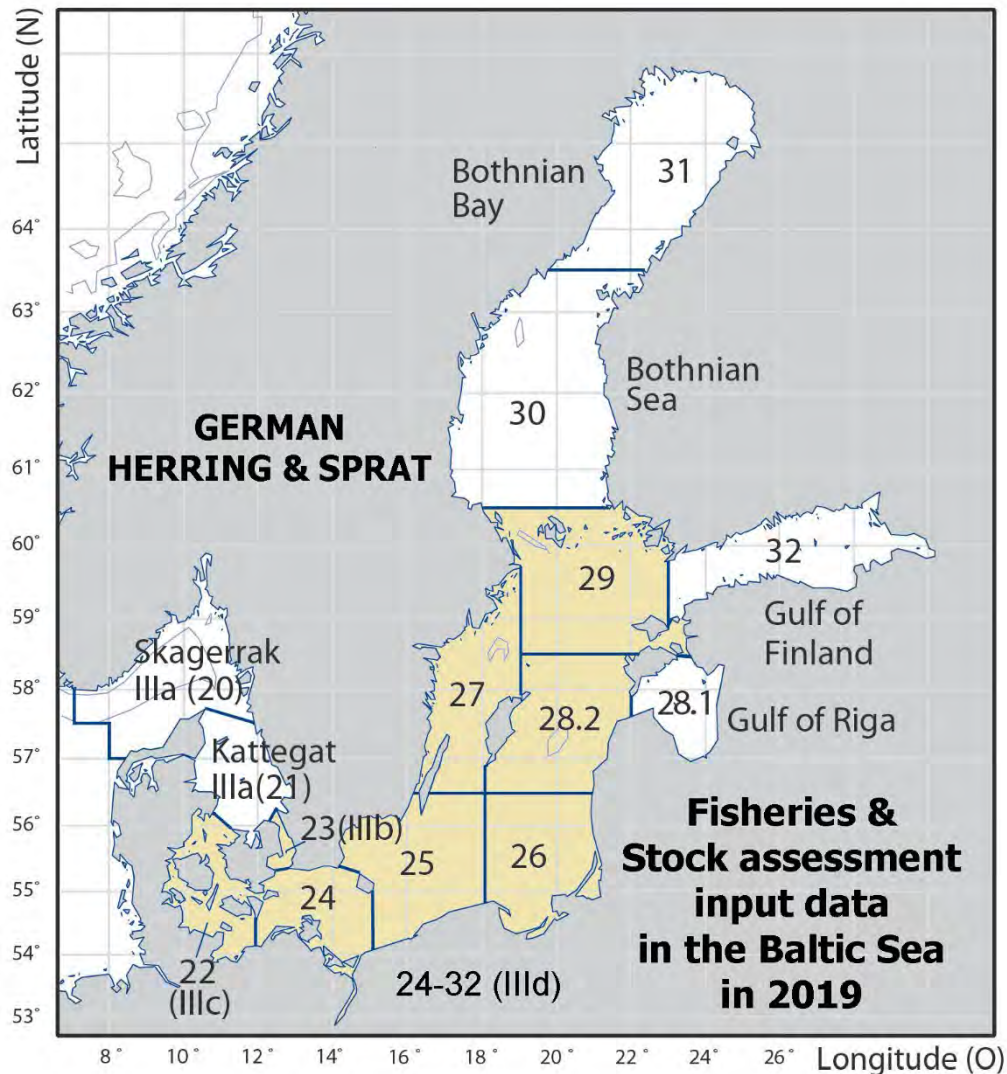 Latitude (N)
64°
63°
62°
61°
60°
59°
58°
57°
56°
55°
54°
53°
Bothnian
Bay
31
Bothnian
Sea
30
GERMAN
HERRING & SPRAT
32
29
Gulf of
Finland
Skagerrak
IIIa (20)
27
28.2
28.1
Gulf of Riga
Kattegat
IIIa(21)
23(IIIb)
25
26
24
22
(IIIc)
24-32 (IIId)
Fisheries &
Stock assessment
input data
in the Baltic Sea
in 2019
8° 10° 12° 14° 16° 18° 20° 22° 24° 26° Longitude (O)